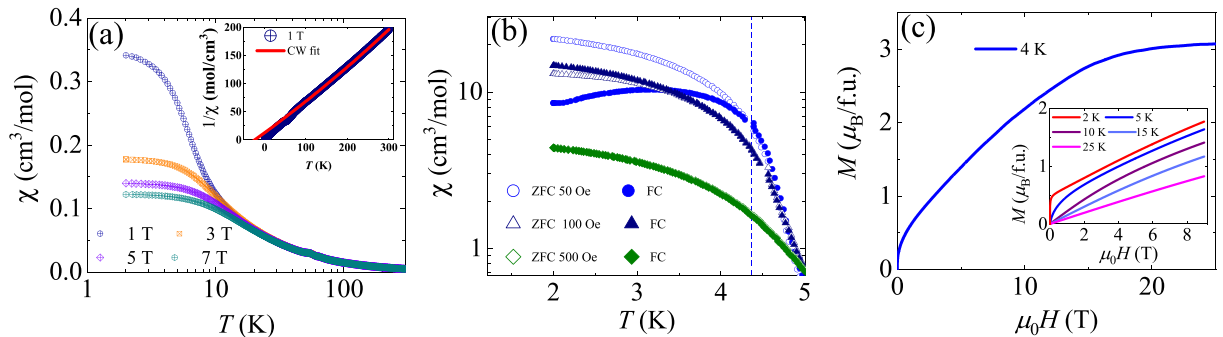 (a)
χ (cm³/mol)
0.4
0.3
0.2
0.1
0.0
1
10
100
T (K)
1 T
3 T
5 T
7 T
1 T
CW fit
1/χ (mol/cm³)
200
150
100
50
0
0
100
200
300
T (K)
(b)
χ (cm³/mol)
10
1
2
3
4
5
T (K)
ZFC 50 Oe
FC
ZFC 100 Oe
FC
ZFC 500 Oe
FC
(c)
M (μB/f.u.)
3
2
1
0
0
10
20
μ₀H (T)
4 K
M (μB/f.u.)
2
1
0
0
2
4
6
8
μ₀H (T)
2 K
5 K
10 K
15 K
25 K